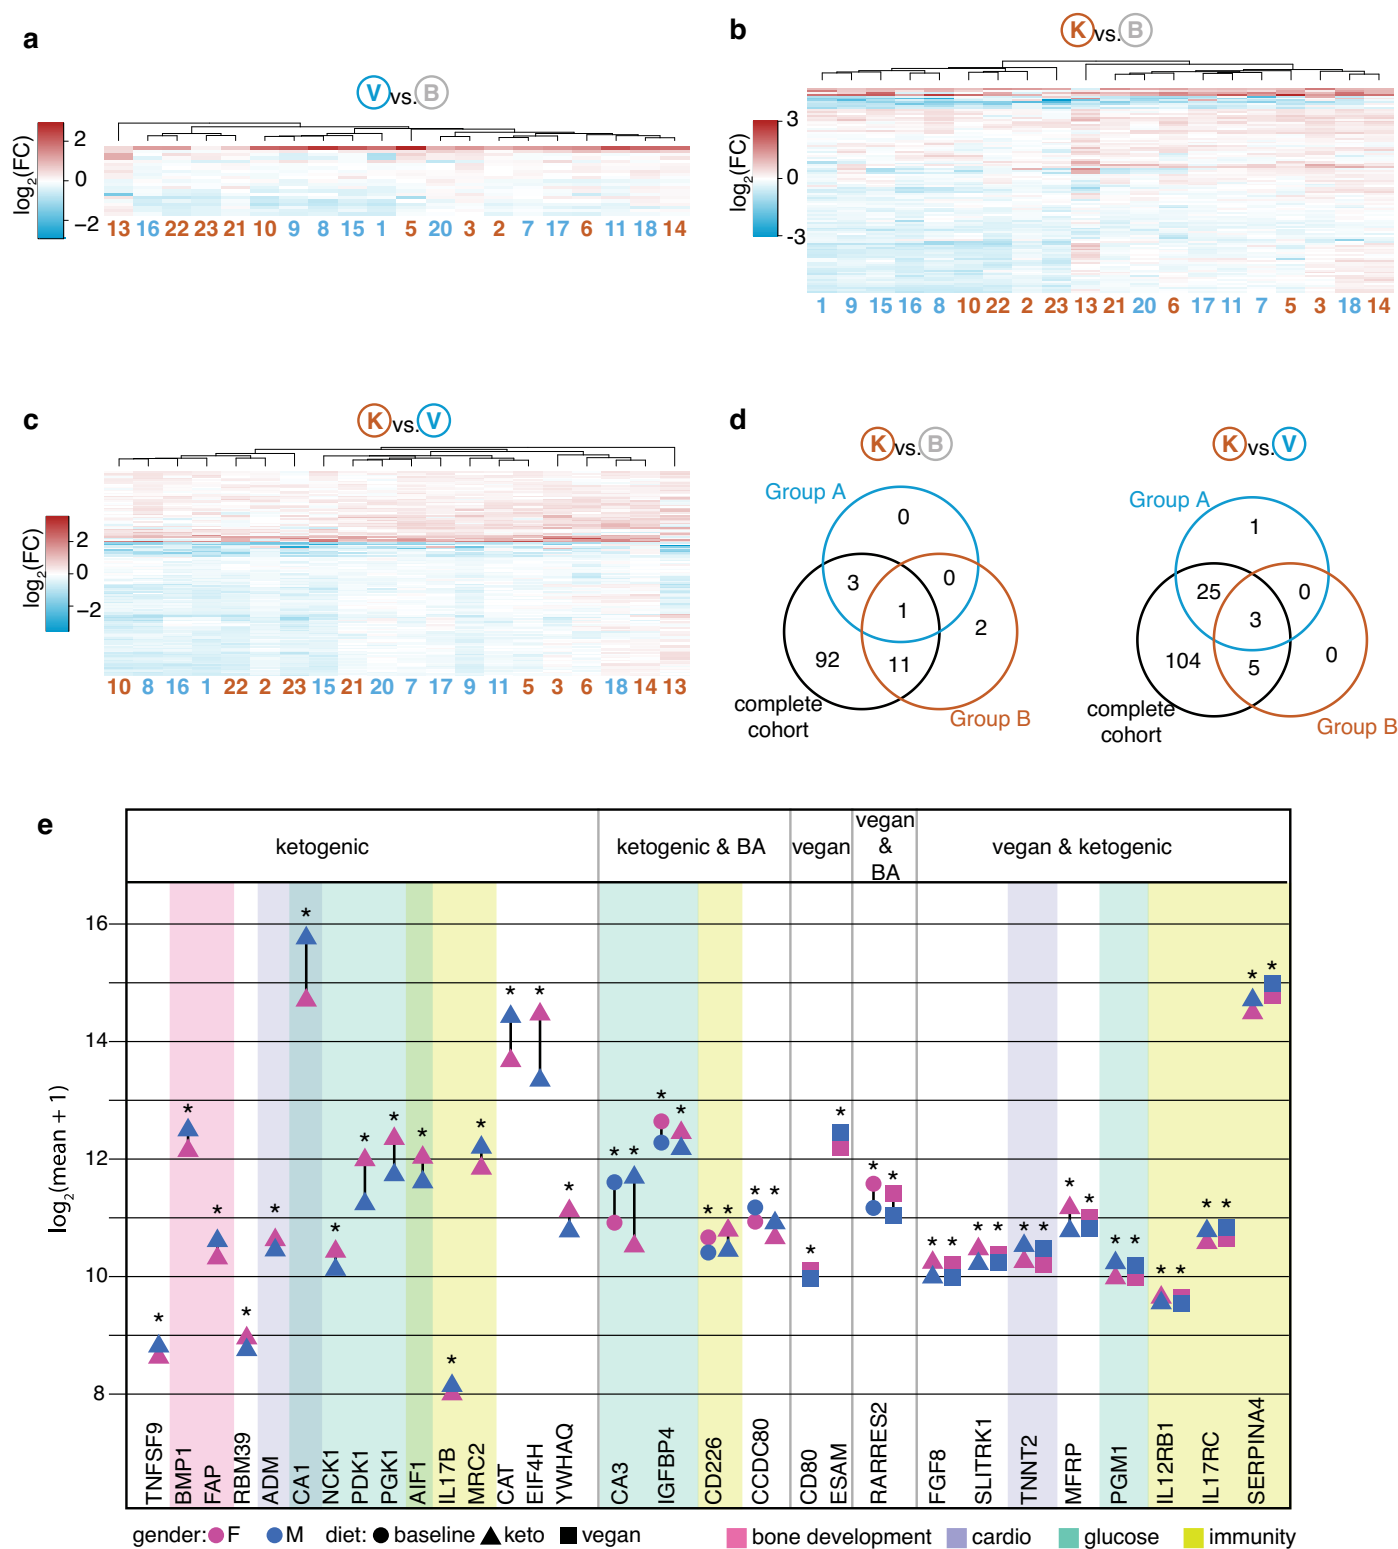 a
V vs. B
log2(FC)
2
0
−2
13 16 22 23 21 10 9 8 15 1 5 20 3 2 7 17 6 11 18 14
b
K vs. B
log2(FC)
3
0
-3
1 9 15 16 8 10 22 2 23 13 21 20 6 17 11 7 5 3 18 14
c
K vs. V
log2(FC)
2
0
−2
10 8 16 1 22 2 23 15 21 20 7 17 9 11 5 3 6 18 14 13
d
K vs. B
Group A
0
3
0
1
2
92
11
complete
cohort
Group B
K vs. V
Group A
1
25
0
3
104
5
0
complete
cohort
Group B
e
ketogenic
ketogenic & BA
vegan
vegan
&
BA
vegan & ketogenic
log2(mean + 1)
16
14
12
10
8
* * * * * * * * * * * * * * *
* * * * * * * *
* *
* *
* * * * * * * * * * * * * * * *
TNFSF9
BMP1
FAP
RBM39
ADM
CA1
NCK1
PDK1
PGK1
AIF1
IL17B
MRC2
CAT
EIF4H
YWHAQ
CA3
IGFBP4
CD226
CCDC80
CD80
ESAM
RARRES2
FGF8
SLITRK1
TNNT2
MFRP
PGM1
IL12RB1
IL17RC
SERPINA4
gender: F M diet: baseline keto vegan
bone development cardio glucose immunity